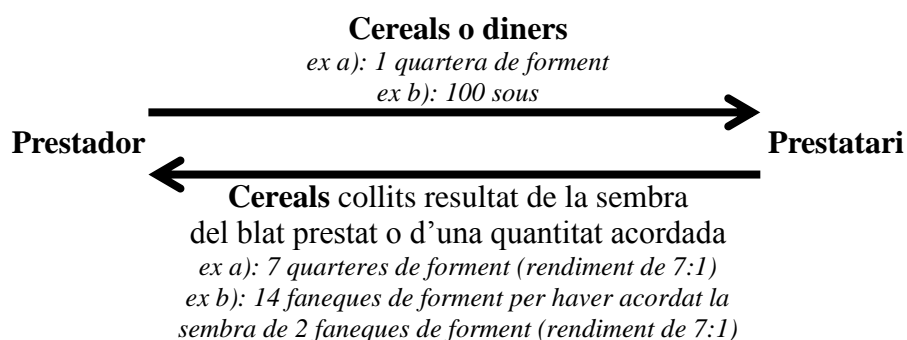 Cereals o diners
ex a): 1 quartera de forment
ex b): 100 sous
Prestador
Prestatari
Cereals collits resultat de la sembra
del blat prestat o d'una quantitat acordada
ex a): 7 quarteres de forment (rendiment de 7:1)
ex b): 14 faneques de forment per haver acordat la
sembra de 2 faneques de forment (rendiment de 7:1)